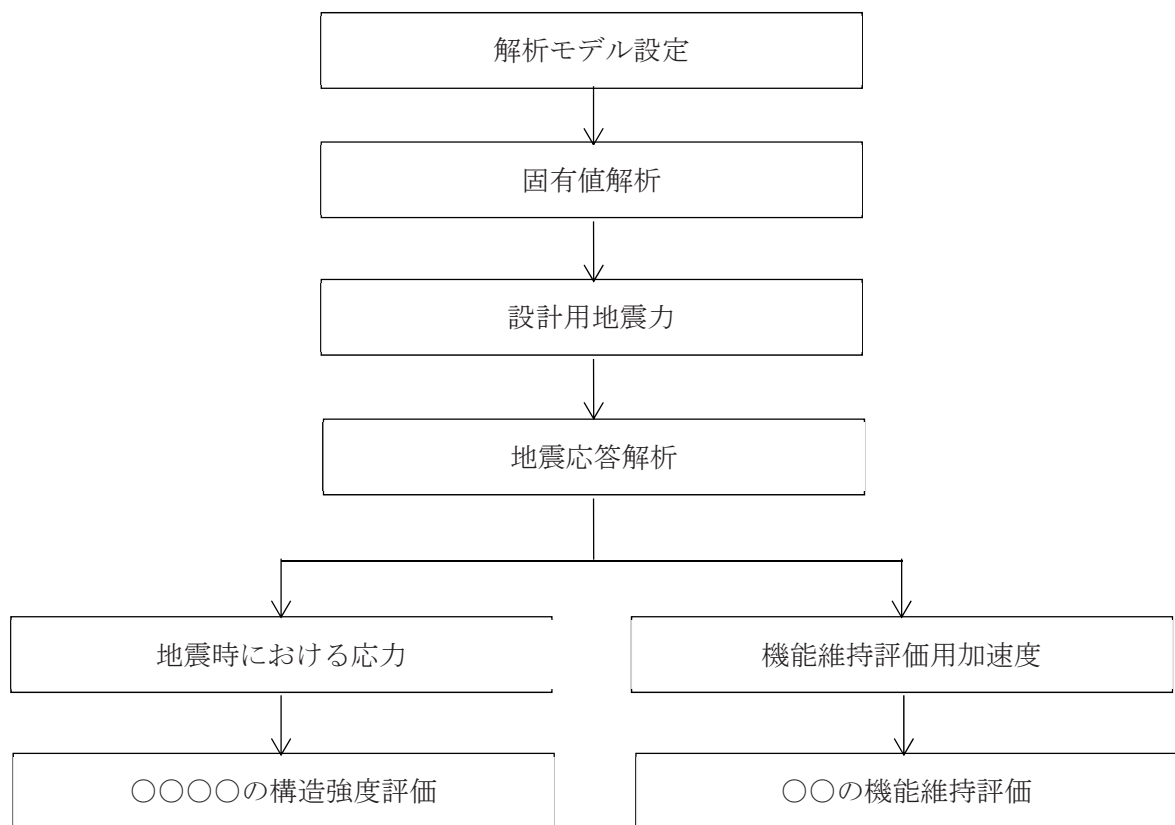 解析モデル設定
固有値解析
設計用地震力
地震応答解析
地震時における応力
機能維持評価用加速度
○○○○の構造強度評価
○○の機能維持評価